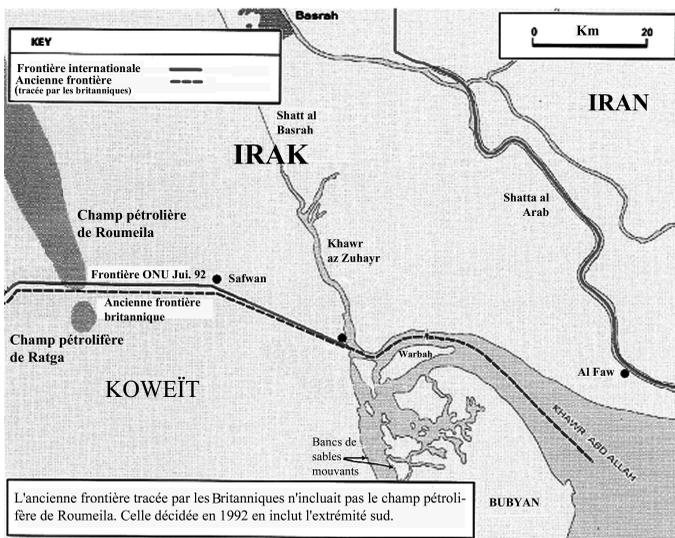 Basrah
KEY
Frontière internationale
Ancienne frontière
(tracée par les britanniques)
Km
0 20
IRAN
Shatt al
Basrah
IRAK
Shatta al
Arab
Champ pétrolière
de Roumeila
Khawr
az Zuhayr
Frontière ONU Jui. 92
Safwan
Ancienne frontière
britannique
Champ pétrolifère
de Ratga
Warbah
Al Faw
KOWEÏT
KHAWR ABD ALLAH
Bancs de
sables
mouvants
BUBYAN
L'ancienne frontière tracée par les Britanniques n'incluait pas le champ pétroli-
fère de Roumeila. Celle décidée en 1992 en inclut l'extrémité sud.